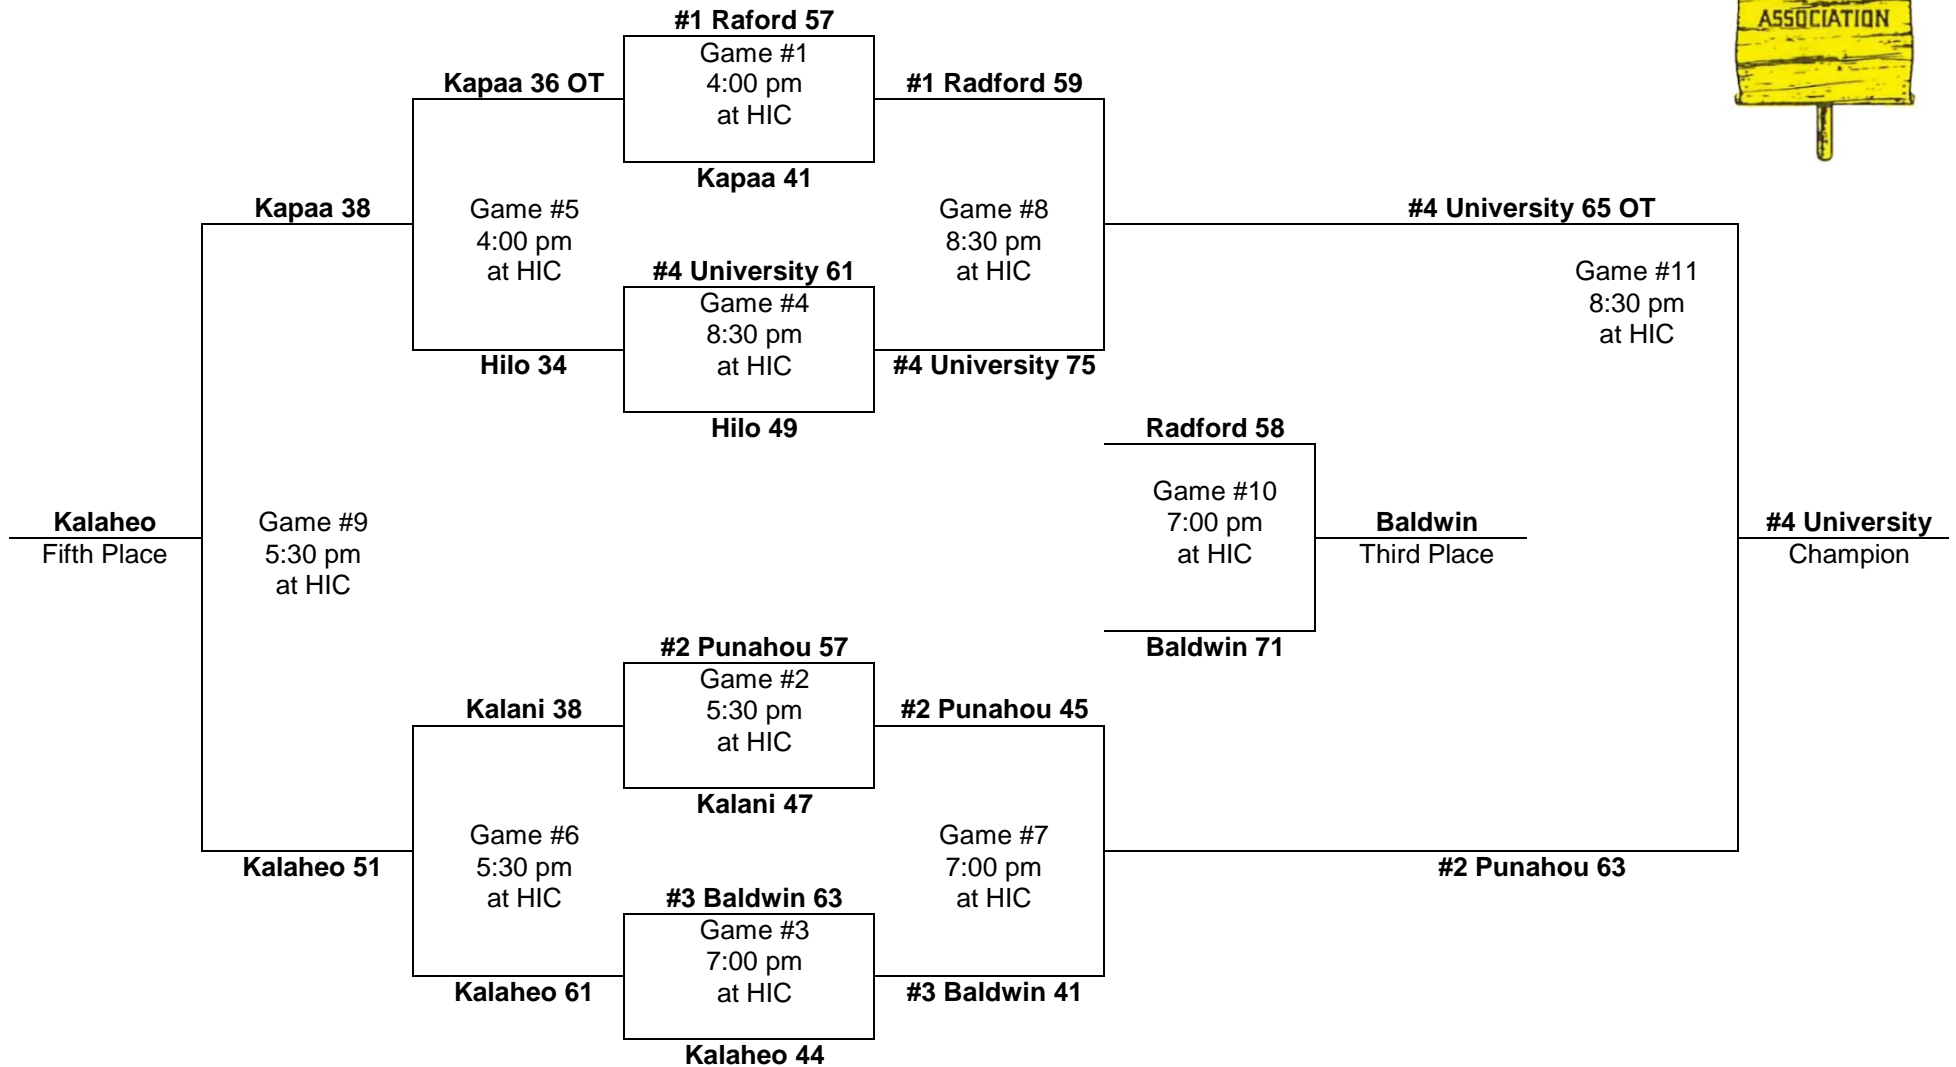 ASSOCIATION
#1 Raford 57
Game #1
4:00 pm
at HIC
Kapaa 41
Kapaa 36 OT
#1 Radford 59
Kapaa 38
Game #5
4:00 pm
at HIC
Game #8
8:30 pm
at HIC
#4 University 65 OT
#4 University 61
Game #4
8:30 pm
at HIC
Hilo 49
Hilo 34
#4 University 75
Game #11
8:30 pm
at HIC
Radford 58
Game #10
7:00 pm
at HIC
Baldwin 71
Baldwin
Third Place
#4 University
Champion
Kalaheo
Fifth Place
Game #9
5:30 pm
at HIC
#2 Punahou 57
Game #2
5:30 pm
at HIC
Kalani 47
Kalani 38
#2 Punahou 45
Kalaheo 51
Game #6
5:30 pm
at HIC
Game #7
7:00 pm
at HIC
#2 Punahou 63
#3 Baldwin 63
Game #3
7:00 pm
at HIC
Kalaheo 44
Kalaheo 61
#3 Baldwin 41